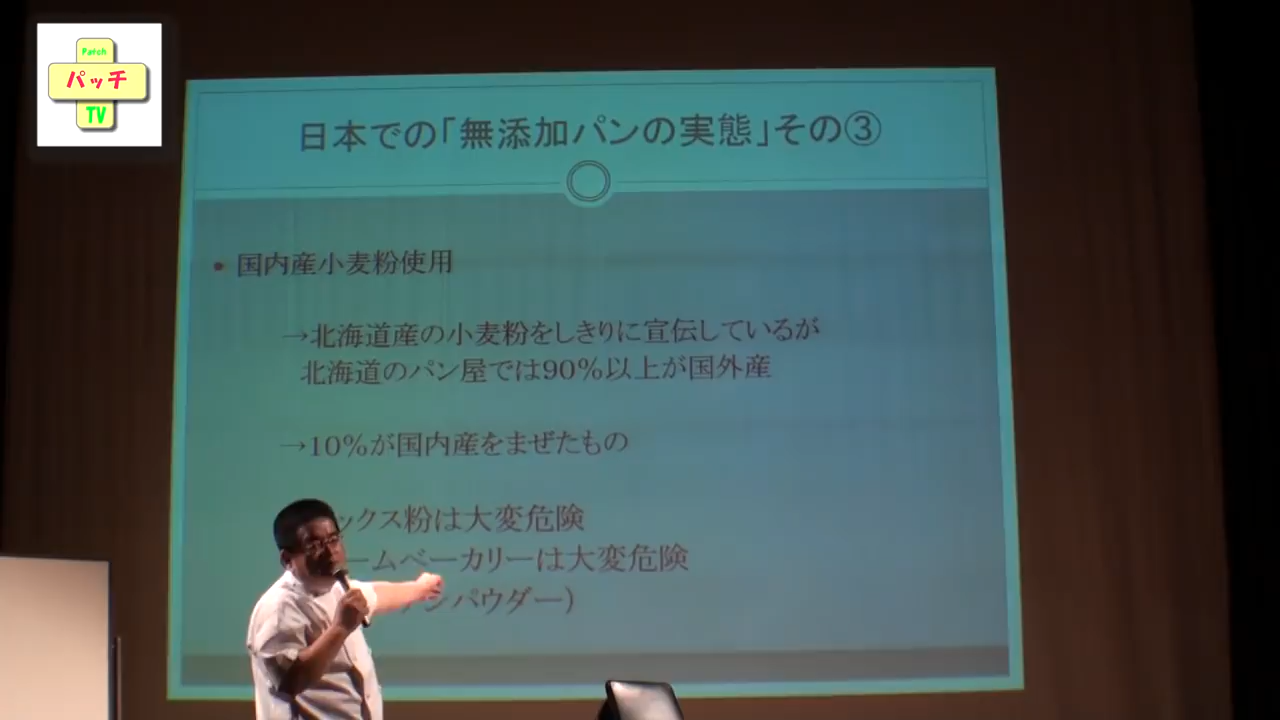 Patch
パッチ
TV
日本での「無添加パンの実態」その③
• 国内産小麦粉使用
→北海道産の小麦粉をしきりに宣伝しているが
北海道のパン屋では90%以上が国外産
→10%が国内産をまぜたもの
ックス粉は大変危険
ームベーカリーは大変危険
ンパウダー)